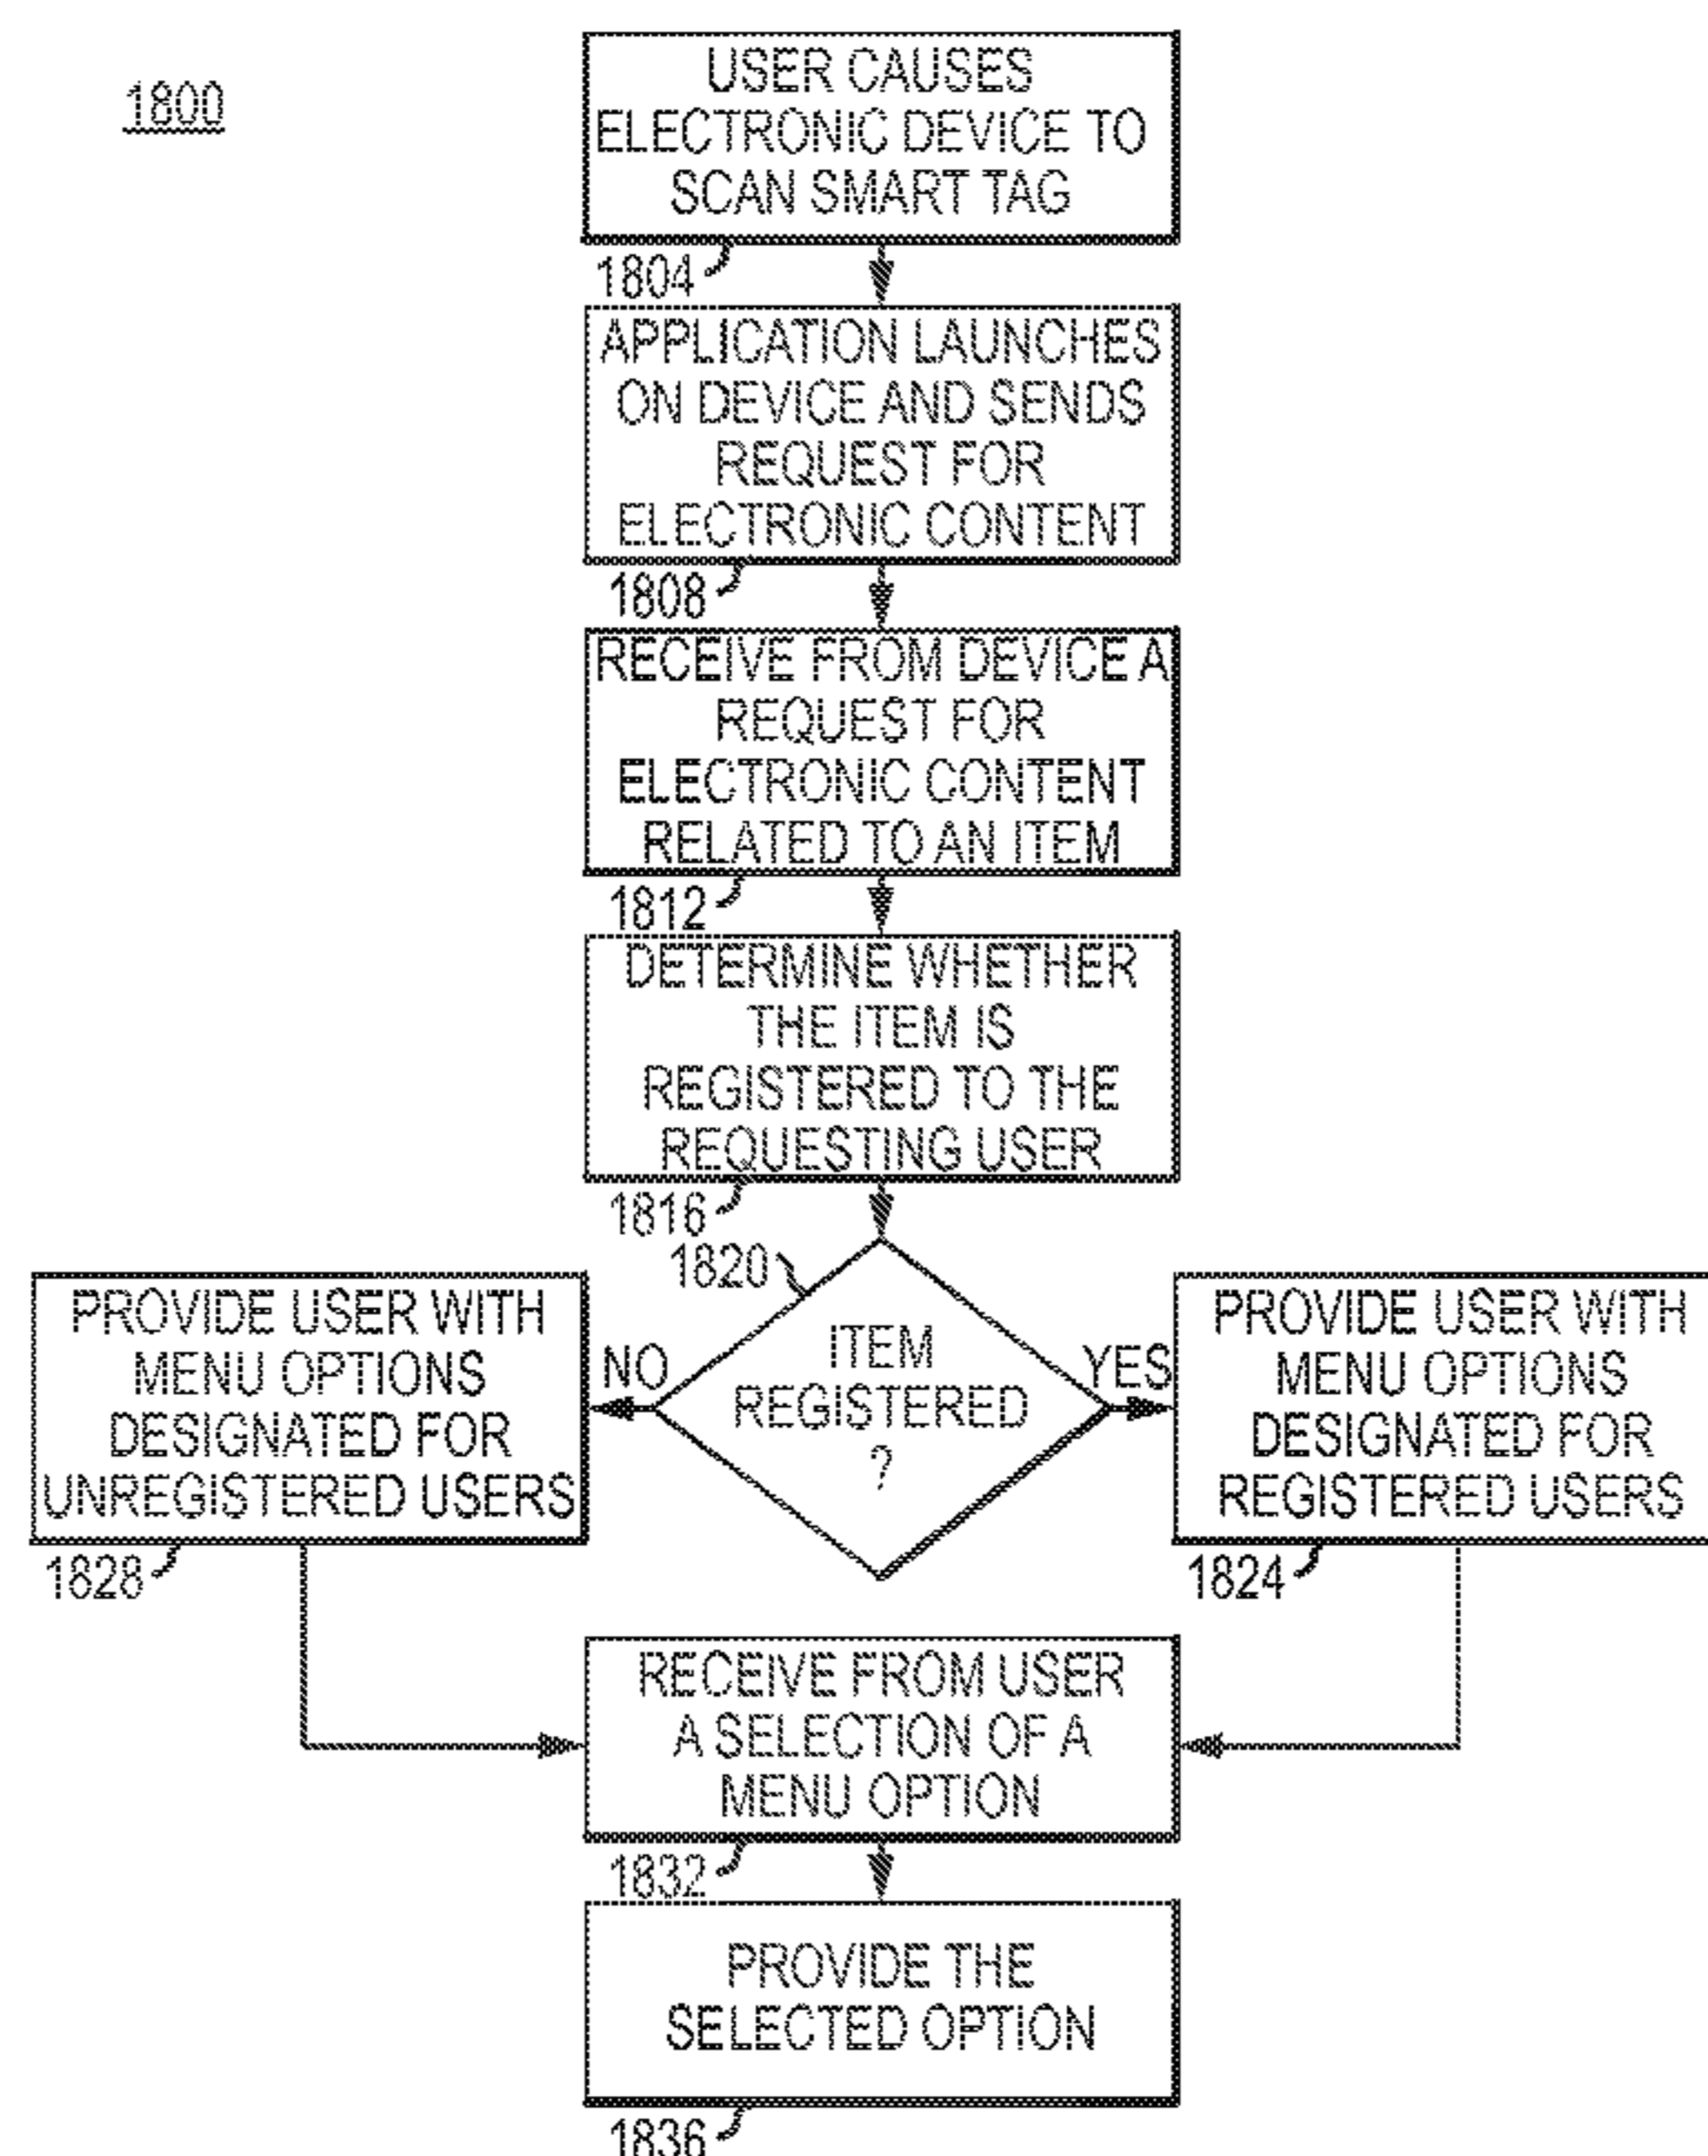 1800
USER CAUSES
ELECTRONIC DEVICE TO
SCAN SMART TAG
1804
APPLICATION LAUNCHES
ON DEVICE AND SENDS
REQUEST FOR
ELECTRONIC CONTENT
1808
RECEIVE FROM DEVICE A
REQUEST FOR
ELECTRONIC CONTENT
RELATED TO AN ITEM
1812
DETERMINE WHETHER
THE ITEM IS
REGISTERED TO THE
REQUESTING USER
1816
1820
ITEM
REGISTERED
?
NO
YES
PROVIDE USER WITH
MENU OPTIONS
DESIGNATED FOR
UNREGISTERED USERS
1828
PROVIDE USER WITH
MENU OPTIONS
DESIGNATED FOR
REGISTERED USERS
1824
RECEIVE FROM USER
A SELECTION OF A
MENU OPTION
1832
PROVIDE THE
SELECTED OPTION
1836